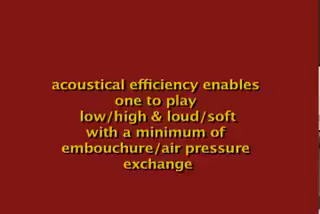 acoustical efficiency enables
one to play
low/high & loud/soft
with a minimum of
embouchure/air pressure
exchange